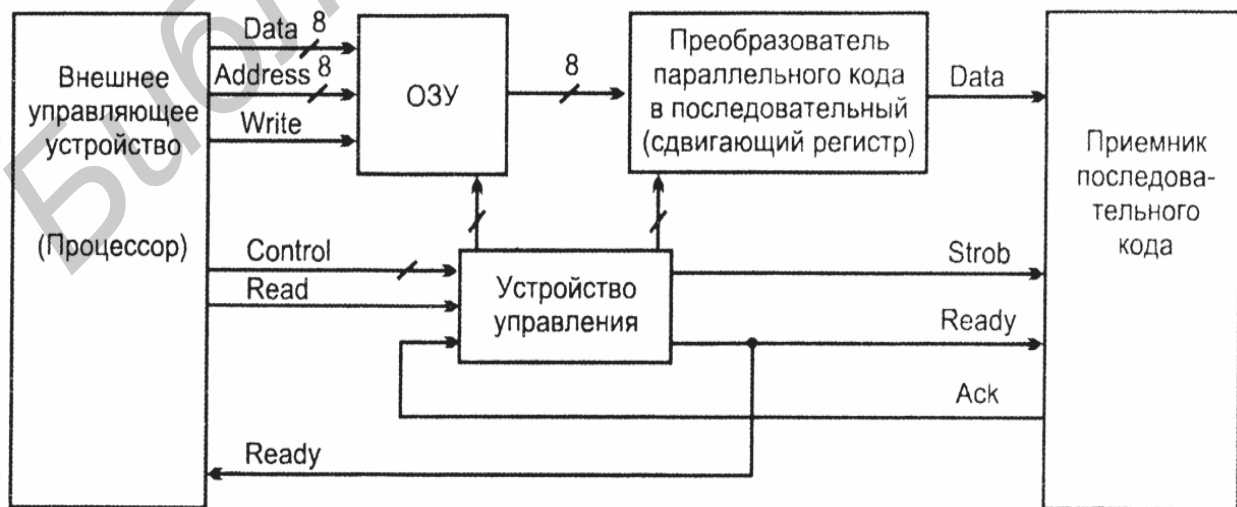 Data 8
Address 8
Write
Внешнее
управляющее
устройство
(Процессор)
ОЗУ
8
Преобразователь
параллельного кода
в последовательный
(сдвигающий регистр)
Data
Приемник
последова-
тельного
кода
Control
Read
Устройство
управления
Strob
Ready
Ack
Ready